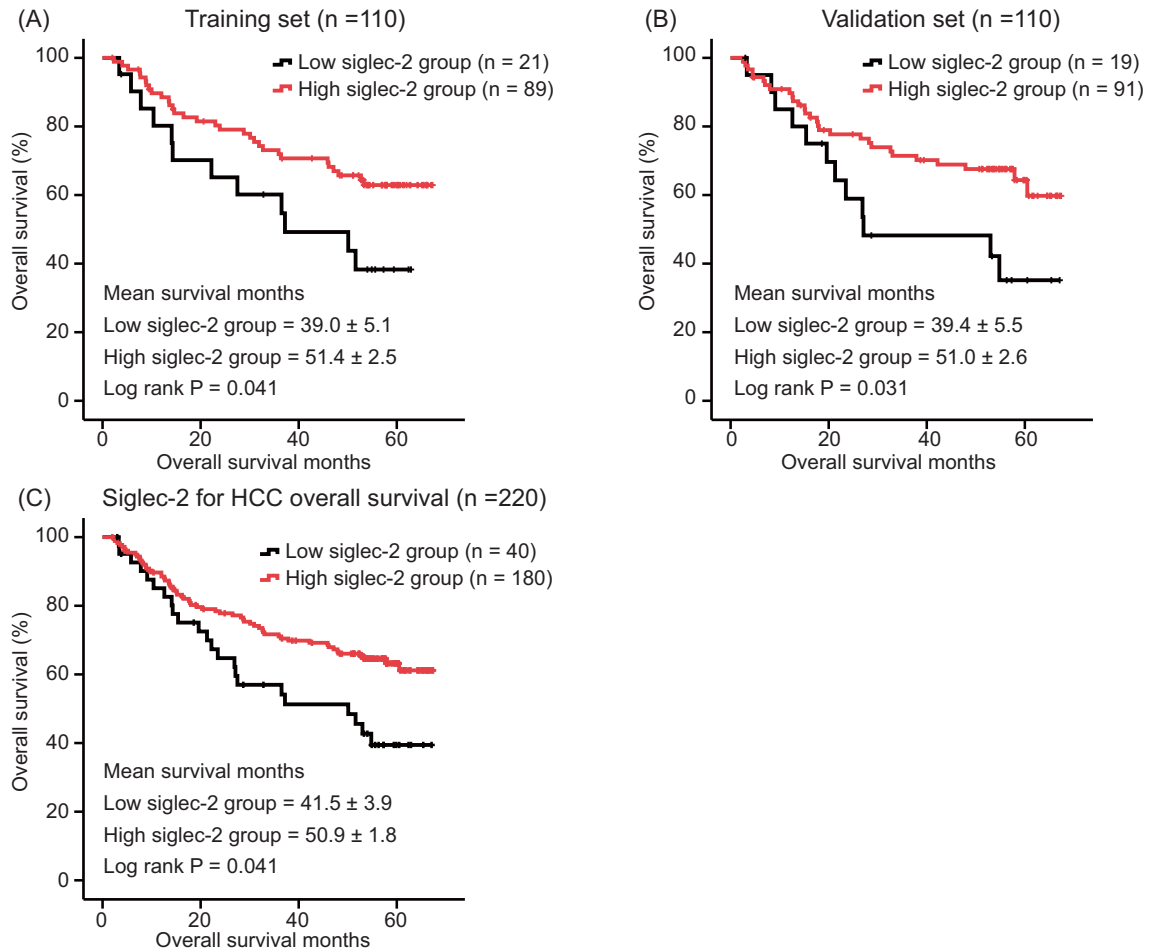 (A) Training set (n =110)
100
80
60
40
20
0
Overall survival (%)
Low siglec-2 group (n = 21)
High siglec-2 group (n = 89)
Mean survival months
Low siglec-2 group = 39.0 ± 5.1
High siglec-2 group = 51.4 ± 2.5
Log rank P = 0.041
0 20 40 60
Overall survival months
(B) Validation set (n =110)
100
80
60
40
20
0
Overall survival (%)
Low siglec-2 group (n = 19)
High siglec-2 group (n = 91)
Mean survival months
Low siglec-2 group = 39.4 ± 5.5
High siglec-2 group = 51.0 ± 2.6
Log rank P = 0.031
0 20 40 60
Overall survival months
(C) Siglec-2 for HCC overall survival (n =220)
100
80
60
40
20
0
Overall survival (%)
Low siglec-2 group (n = 40)
High siglec-2 group (n = 180)
Mean survival months
Low siglec-2 group = 41.5 ± 3.9
High siglec-2 group = 50.9 ± 1.8
Log rank P = 0.041
0 20 40 60
Overall survival months